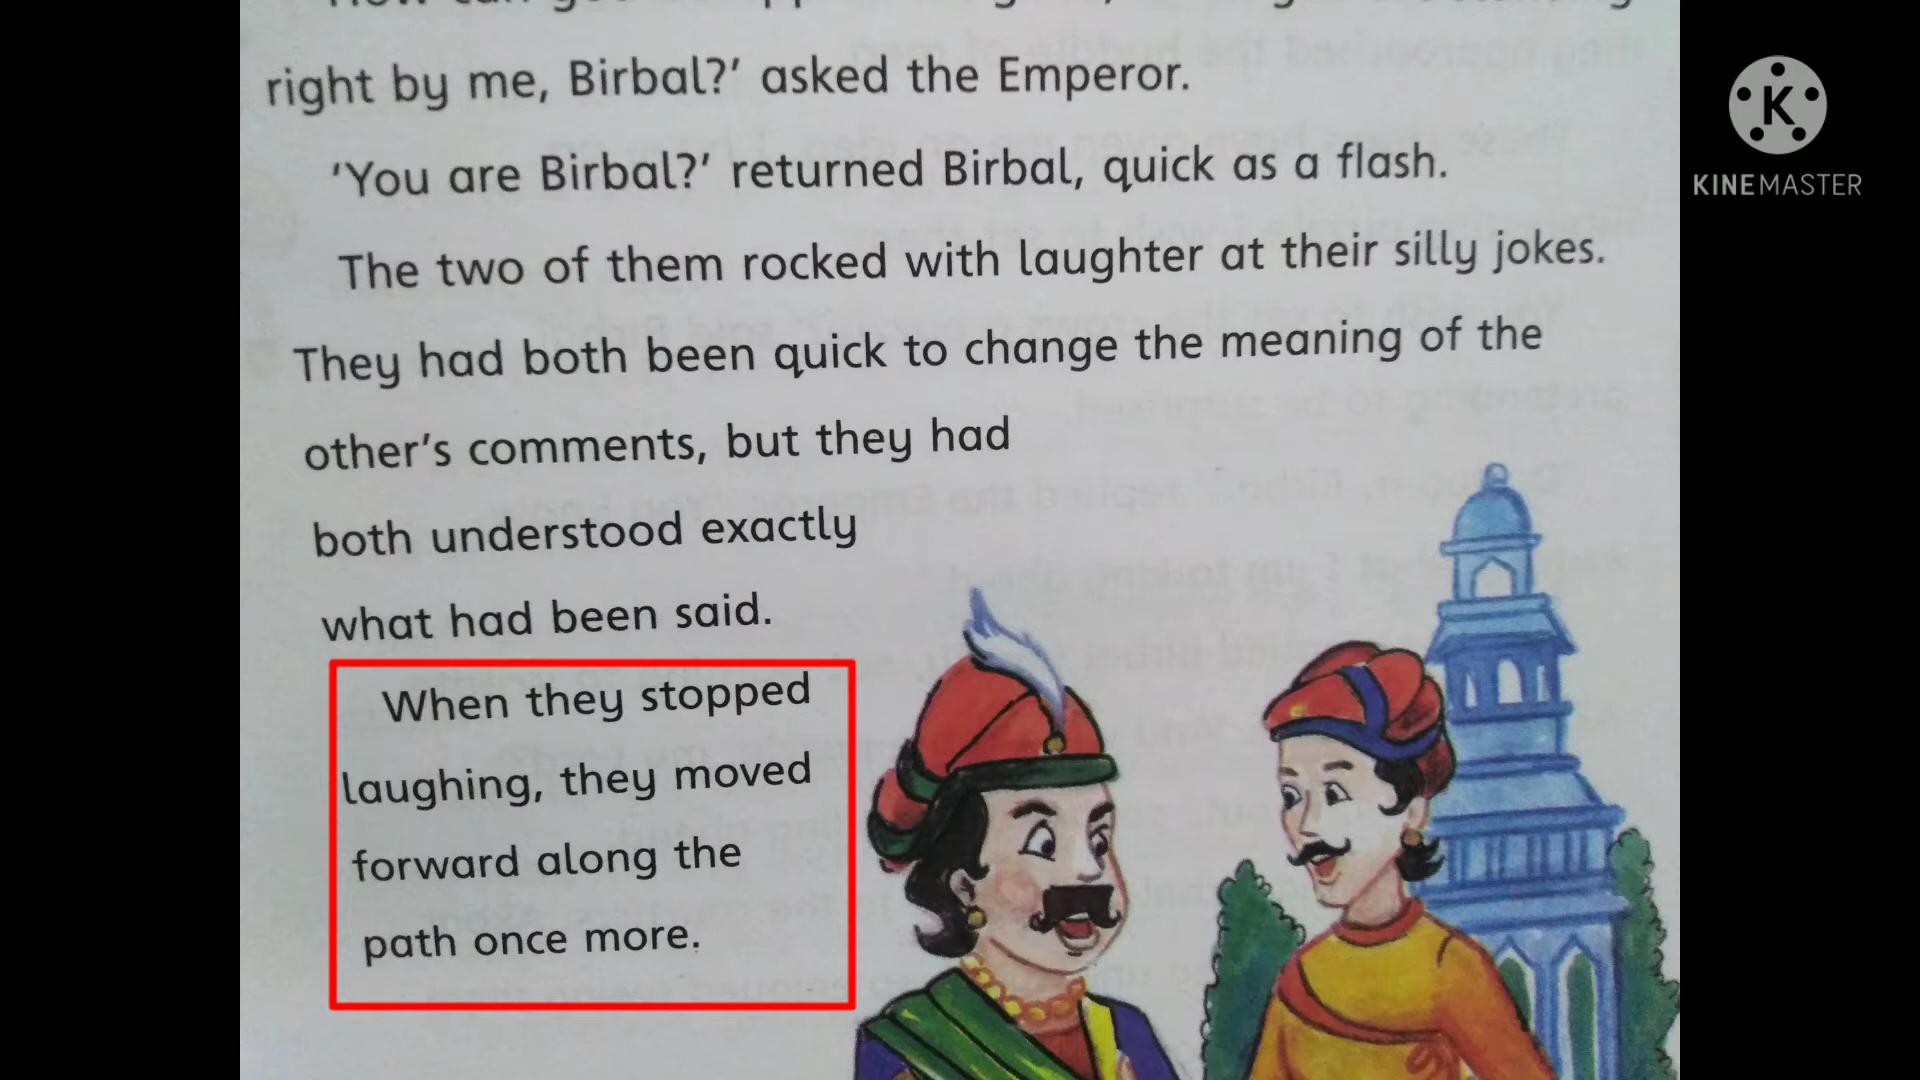 right by me, Birbal?’ asked the Emperor.
‘You are Birbal?’ returned Birbal, quick as a flash.
The two of them rocked with laughter at their silly jokes.
They had both been quick to change the meaning of the
other’s comments, but they had
both understood exactly
what had been said.
When they stopped
laughing, they moved
forward along the
path once more.
KINEMASTER